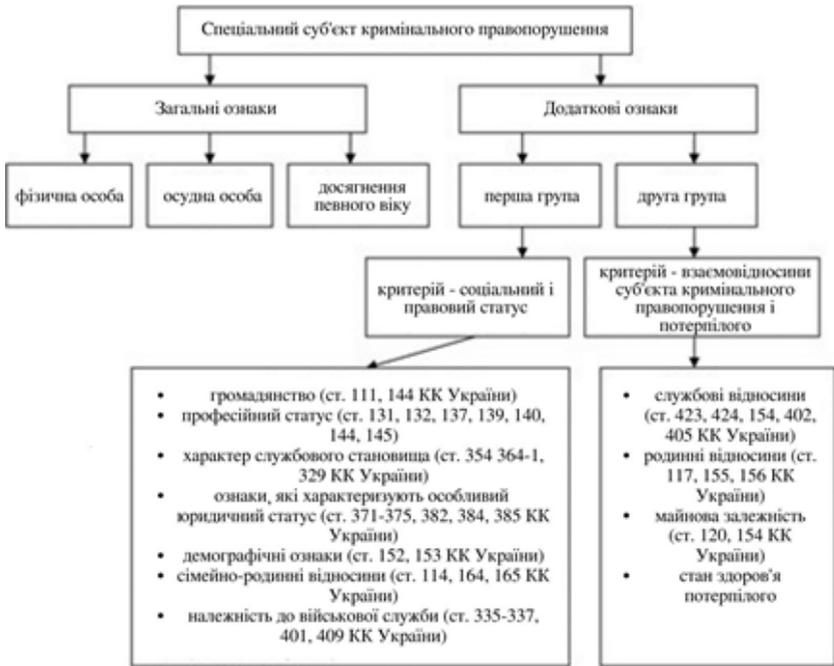 Спеціальний суб'єкт кримінального правопорушення
Загальні ознаки
Додаткові ознаки
фізична особа
осудна особа
досягнення
певного віку
перша група
друга група
критерій - соціальний і
правовий статус
критерій - взаємовідносини
суб'єкта кримінального
правопорушення і
потерпілого
• громадянство (ст. 111, 144 КК України)
• професійний статус (ст. 131, 132, 137, 139, 140,
144, 145)
• характер службового становища (ст. 354 364-1,
329 КК України)
• ознаки, які характеризують особливий
юридичний статус (ст. 371-375, 382, 384, 385 КК
України)
• демографічні ознаки (ст. 152, 153 КК України)
• сімейно-родинні відносини (ст. 114, 164, 165 КК
України)
• належність до військової служби (ст. 335-337,
401, 409 КК України)
• службові відносини
(ст. 423, 424, 154, 402,
405 КК України)
• родинні відносини (ст.
117, 155, 156 КК
України)
• майнова залежність
(ст. 120, 154 КК
України)
• стан здоров'я
потерпілого